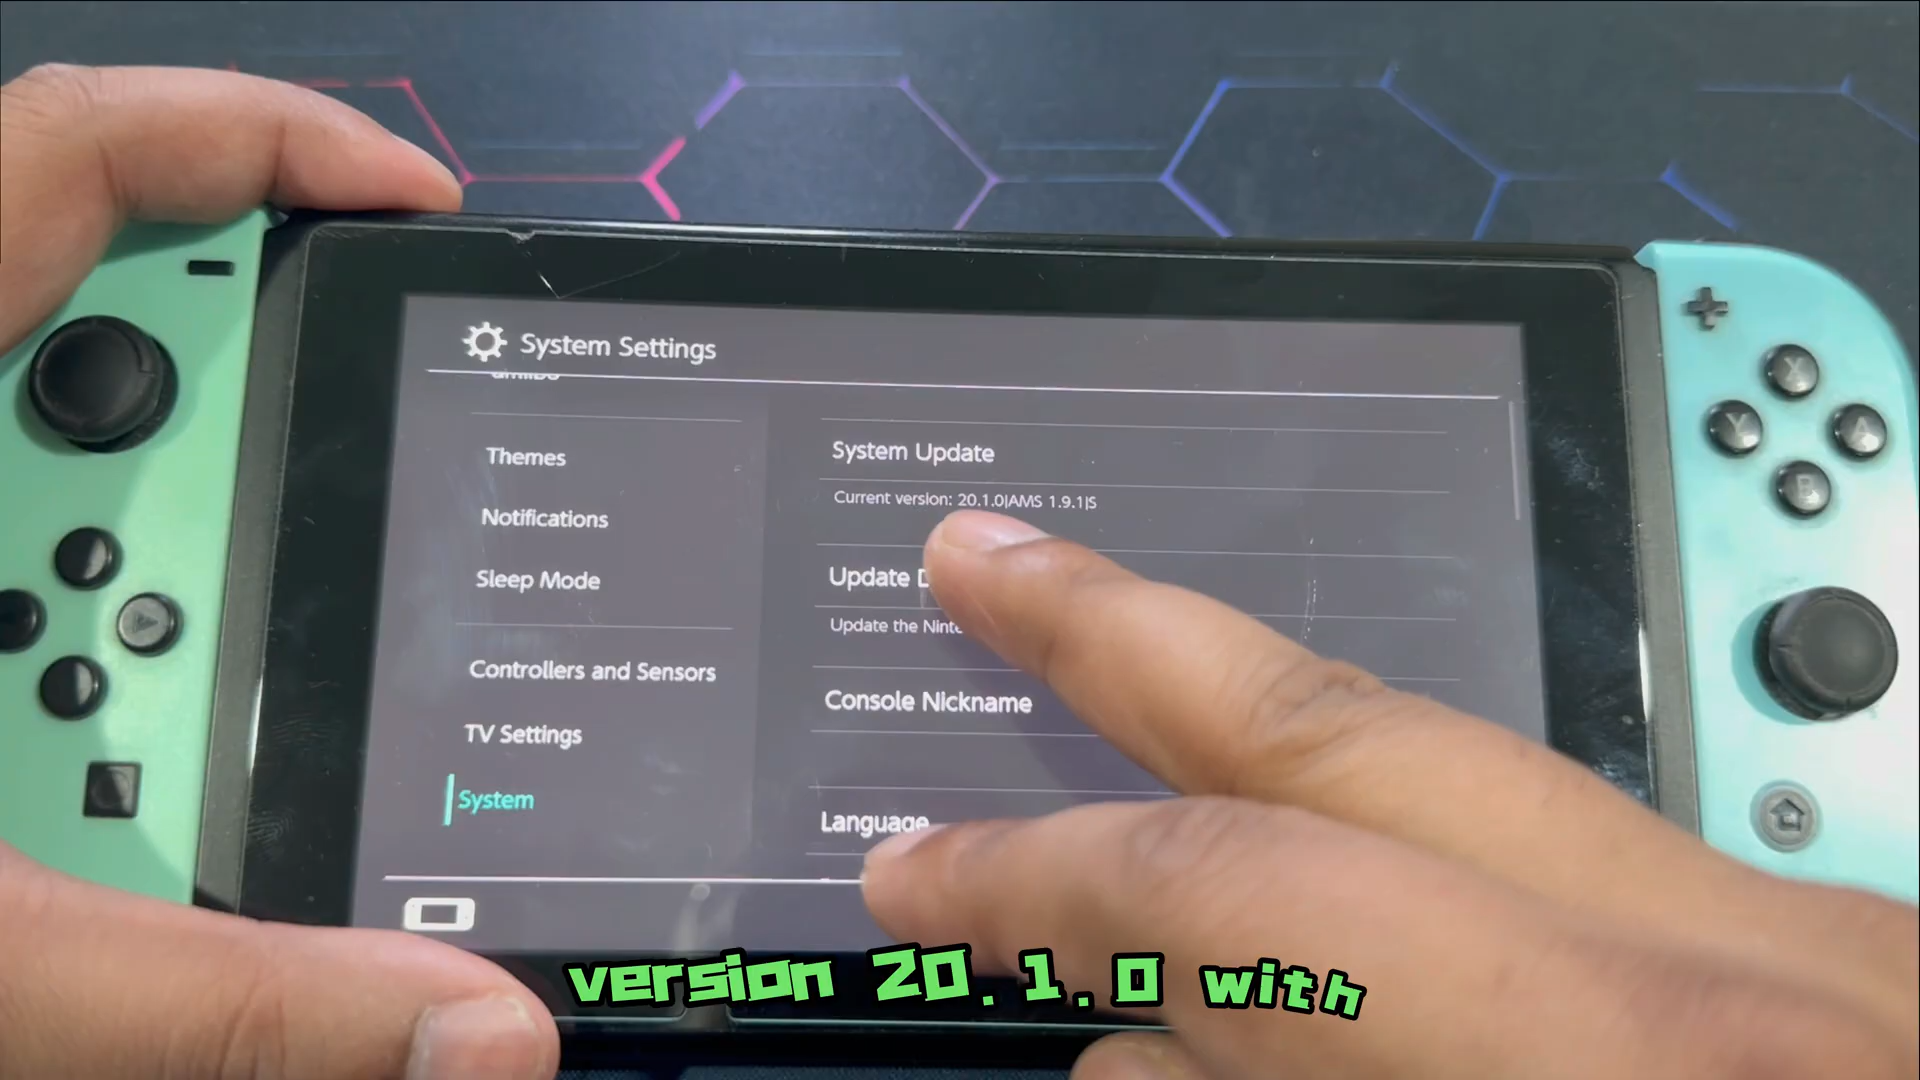 System Settings
amiibo
Themes
Notifications
Sleep Mode
Controllers and Sensors
TV Settings
System
System Update
Current version: 20.1.0|AMS 1.9.1|S
Update
Update the
Console Nickname
Language
X
Y
A
B
version 20.1.0 with